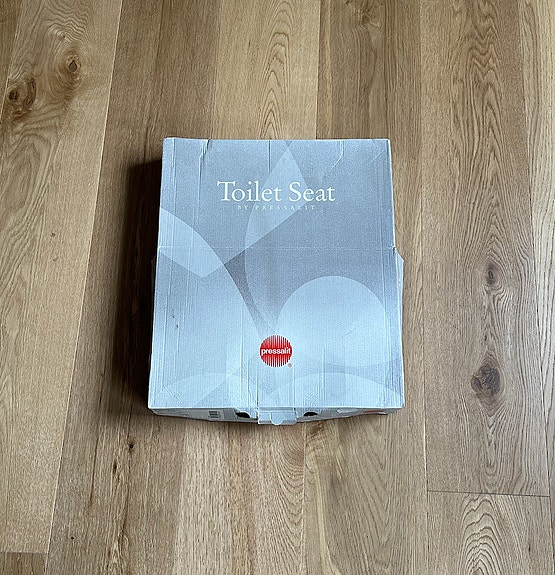 Toilet Seat
BY PRESSALIT
pressalit
®